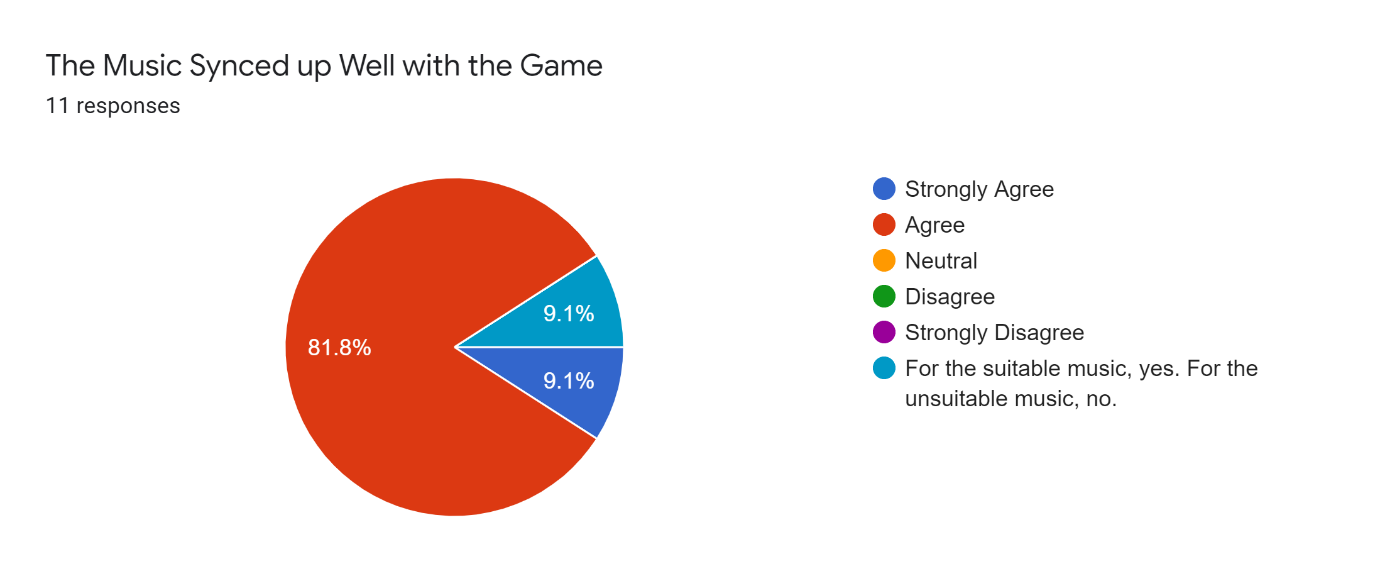 The Music Synced up Well with the Game
11 responses
81.8%
9.1%
9.1%
Strongly Agree
Agree
Neutral
Disagree
Strongly Disagree
For the suitable music, yes. For the
unsuitable music, no.